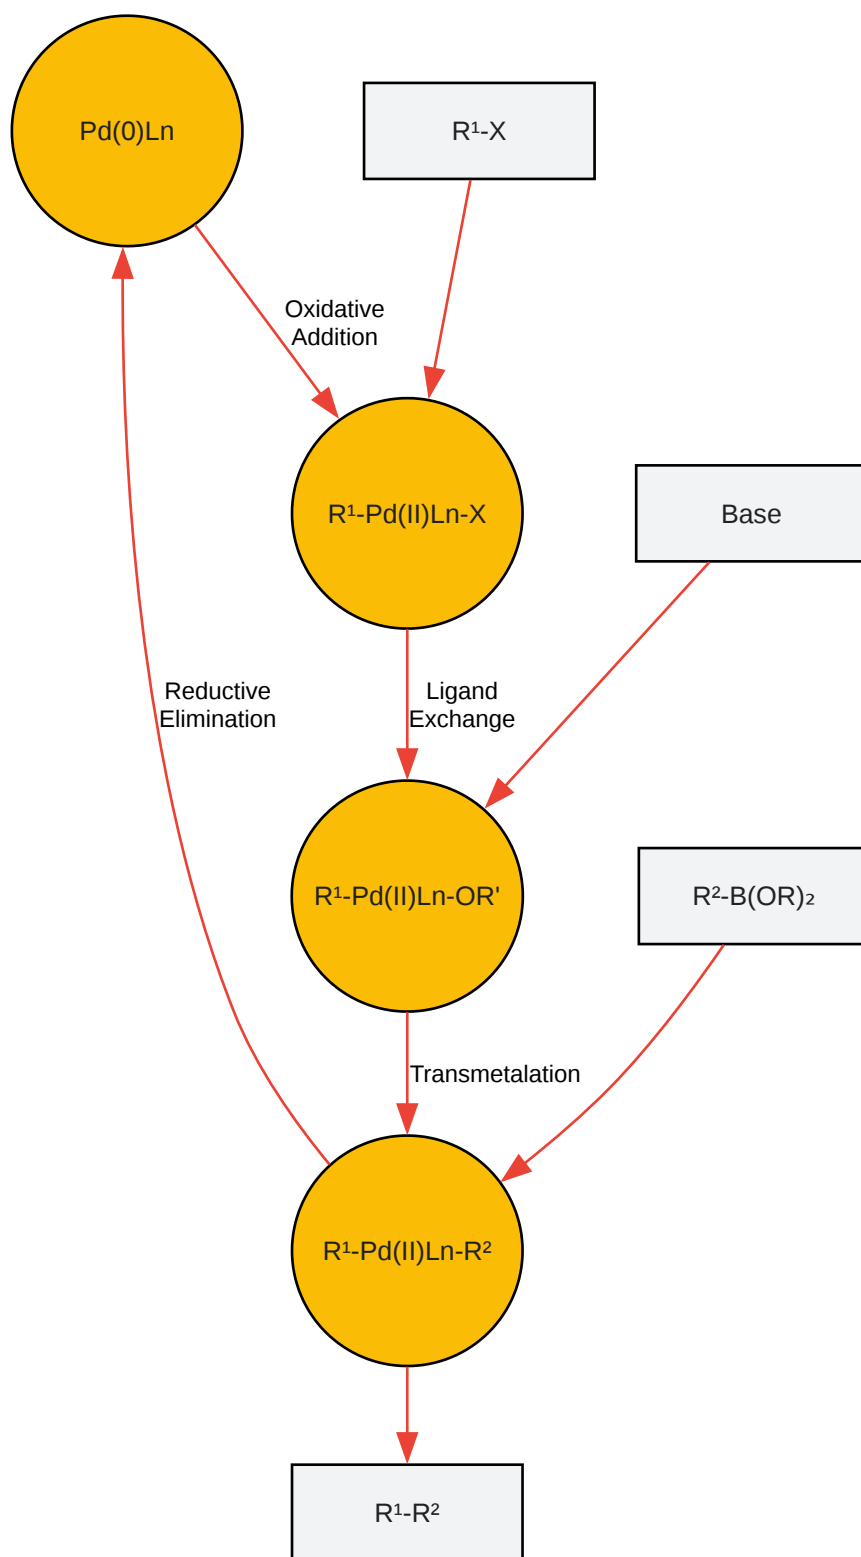 Pd(0)Ln
R¹-X
Oxidative
Addition
R¹-Pd(II)Ln-X
Base
Reductive
Elimination
Ligand
Exchange
R¹-Pd(II)Ln-OR'
R²-B(OR)₂
Transmetalation
R¹-Pd(II)Ln-R²
R¹-R²